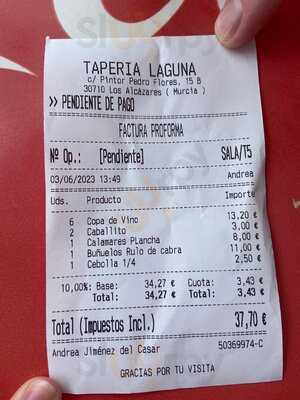 TAPERIA LAGUNA
c/ Pintor Pedro Flores, 15 B
30710 Los Alcázares ( Murcia )
>> PENDIENTE DE PAGO
FACTURA PROFORMA
Nº Op.: [Pendiente] SALA/T5
03/06/2023 13:49 Andrea
Uds. Producto Importe
6 Copa de Vino 13,20 €
2 Caballito 3,00 €
1 Calamares Plancha 8,00 €
1 Buñuelos Rulo de cabra 11,00 €
1 Cebolla 1/4 2,50 €
10,00%: Base: 34,27 € Cuota: 3,43 €
Total: 34,27 € Total: 3,43 €
Total (Impuestos Incl.) 37,70 €
Andrea Jiménez del Casar 50369974-C
GRACIAS POR TU VISITA